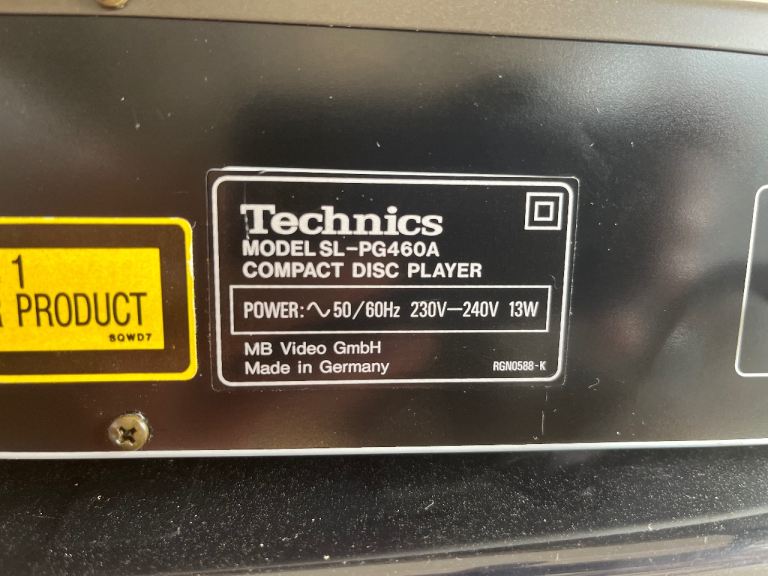 1
PRODUCT
SQWD7
Technics
MODEL SL-PG460A
COMPACT DISC PLAYER
POWER:∿50/60Hz 230V—240V 13W
MB Video GmbH
Made in Germany
RGN0588-K